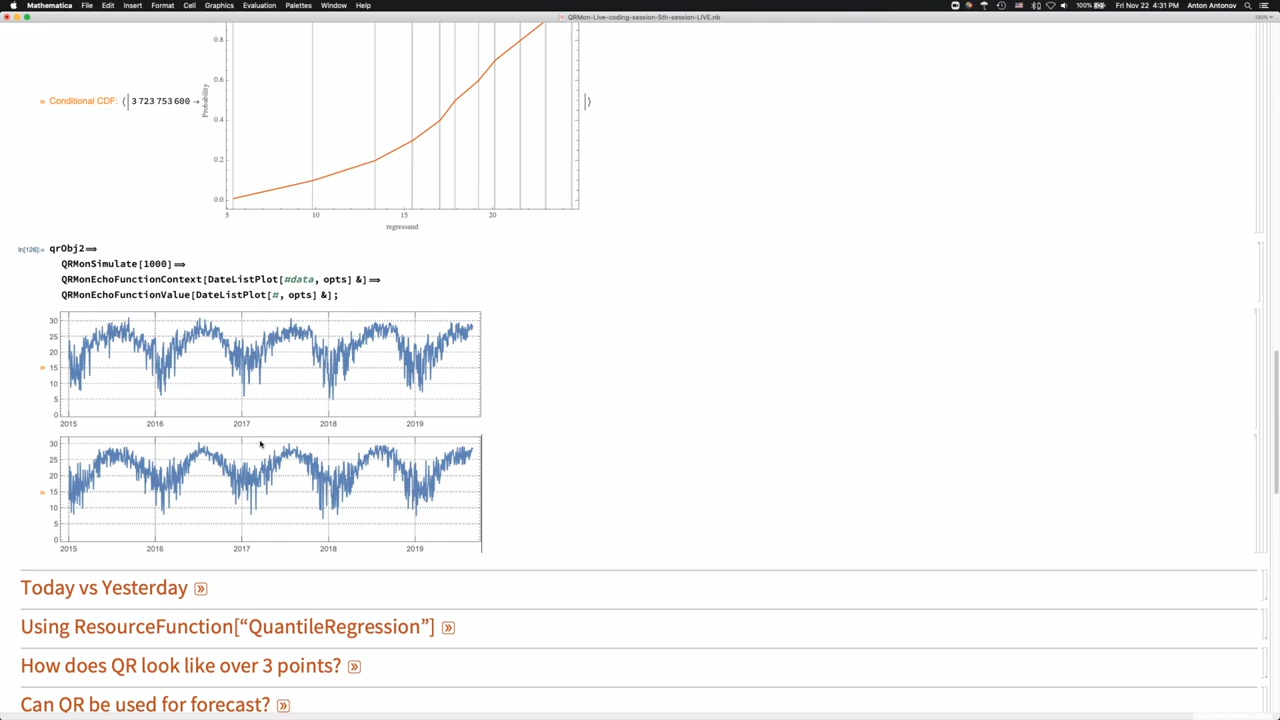 Mathematica File Edit Insert Format Cell Graphics Evaluation Palettes Window Help 100% Fri Nov 22 4:31 PM Anton Antonov
QRMon-Live-coding-session-5th-session-LIVE.nb
0.8
0.6
0.4
0.2
0.0
Probability
» Conditional CDF: ⟨| 3 723 753 600 → |⟩
5 10 15 20
regressand
In[126]:= qrObj2⟹
QRMonSimulate[1000]⟹
QRMonEchoFunctionContext[DateListPlot[#data, opts] &]⟹
QRMonEchoFunctionValue[DateListPlot[#, opts] &];
30
25
20
» 15
10
5
0
2015 2016 2017 2018 2019
30
25
20
» 15
10
5
0
2015 2016 2017 2018 2019
Today vs Yesterday »
Using ResourceFunction[“QuantileRegression”] »
How does QR look like over 3 points? »
Can QR be used for forecast? »